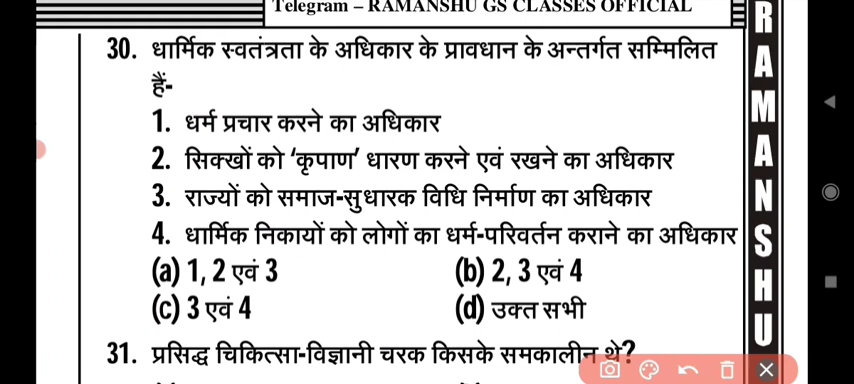 Telegram – RAMANSHU GS CLASSES OFFICIAL
30. धार्मिक स्वतंत्रता के अधिकार के प्रावधान के अन्तर्गत सम्मिलित
हैं-
1. धर्म प्रचार करने का अधिकार
2. सिक्खों को ‘कृपाण’ धारण करने एवं रखने का अधिकार
3. राज्यों को समाज-सुधारक विधि निर्माण का अधिकार
4. धार्मिक निकायों को लोगों का धर्म-परिवर्तन कराने का अधिकार
(a) 1, 2 एवं 3 (b) 2, 3 एवं 4
(c) 3 एवं 4 (d) उक्त सभी
31. प्रसिद्ध चिकित्सा-विज्ञानी चरक किसके समकालीन थे?
RAMANSHU